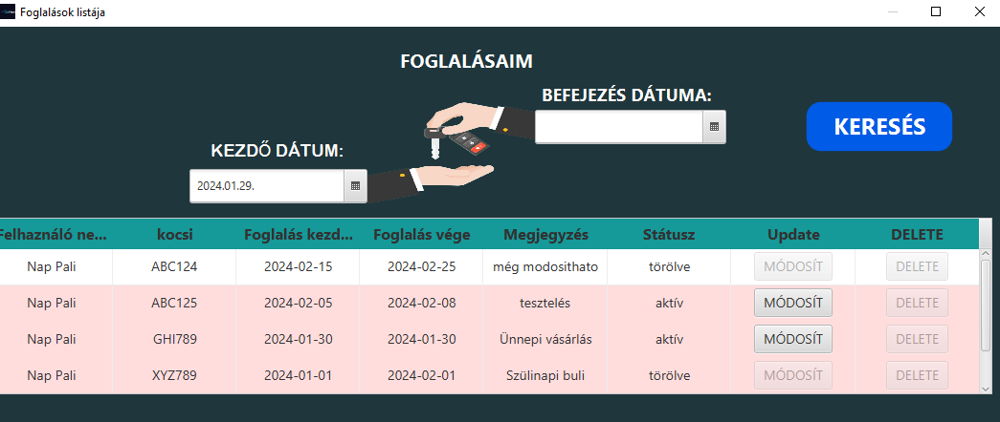 Foglalások listája
FOGLALÁSAIM
BEFEJEZÉS DÁTUMA:
KERESÉS
KEZDŐ DÁTUM:
2024.01.29.
Felhaználó ne... kocsi Foglalás kezd... Foglalás vége Megjegyzés Státusz Update DELETE
Nap Pali ABC124 2024-02-15 2024-02-25 még modosithato törölve MÓDOSÍT DELETE
Nap Pali ABC125 2024-02-05 2024-02-08 tesztelés aktív MÓDOSÍT DELETE
Nap Pali GHI789 2024-01-30 2024-01-30 Ünnepi vásárlás aktív MÓDOSÍT DELETE
Nap Pali XYZ789 2024-01-01 2024-02-01 Szülinapi buli törölve MÓDOSÍT DELETE